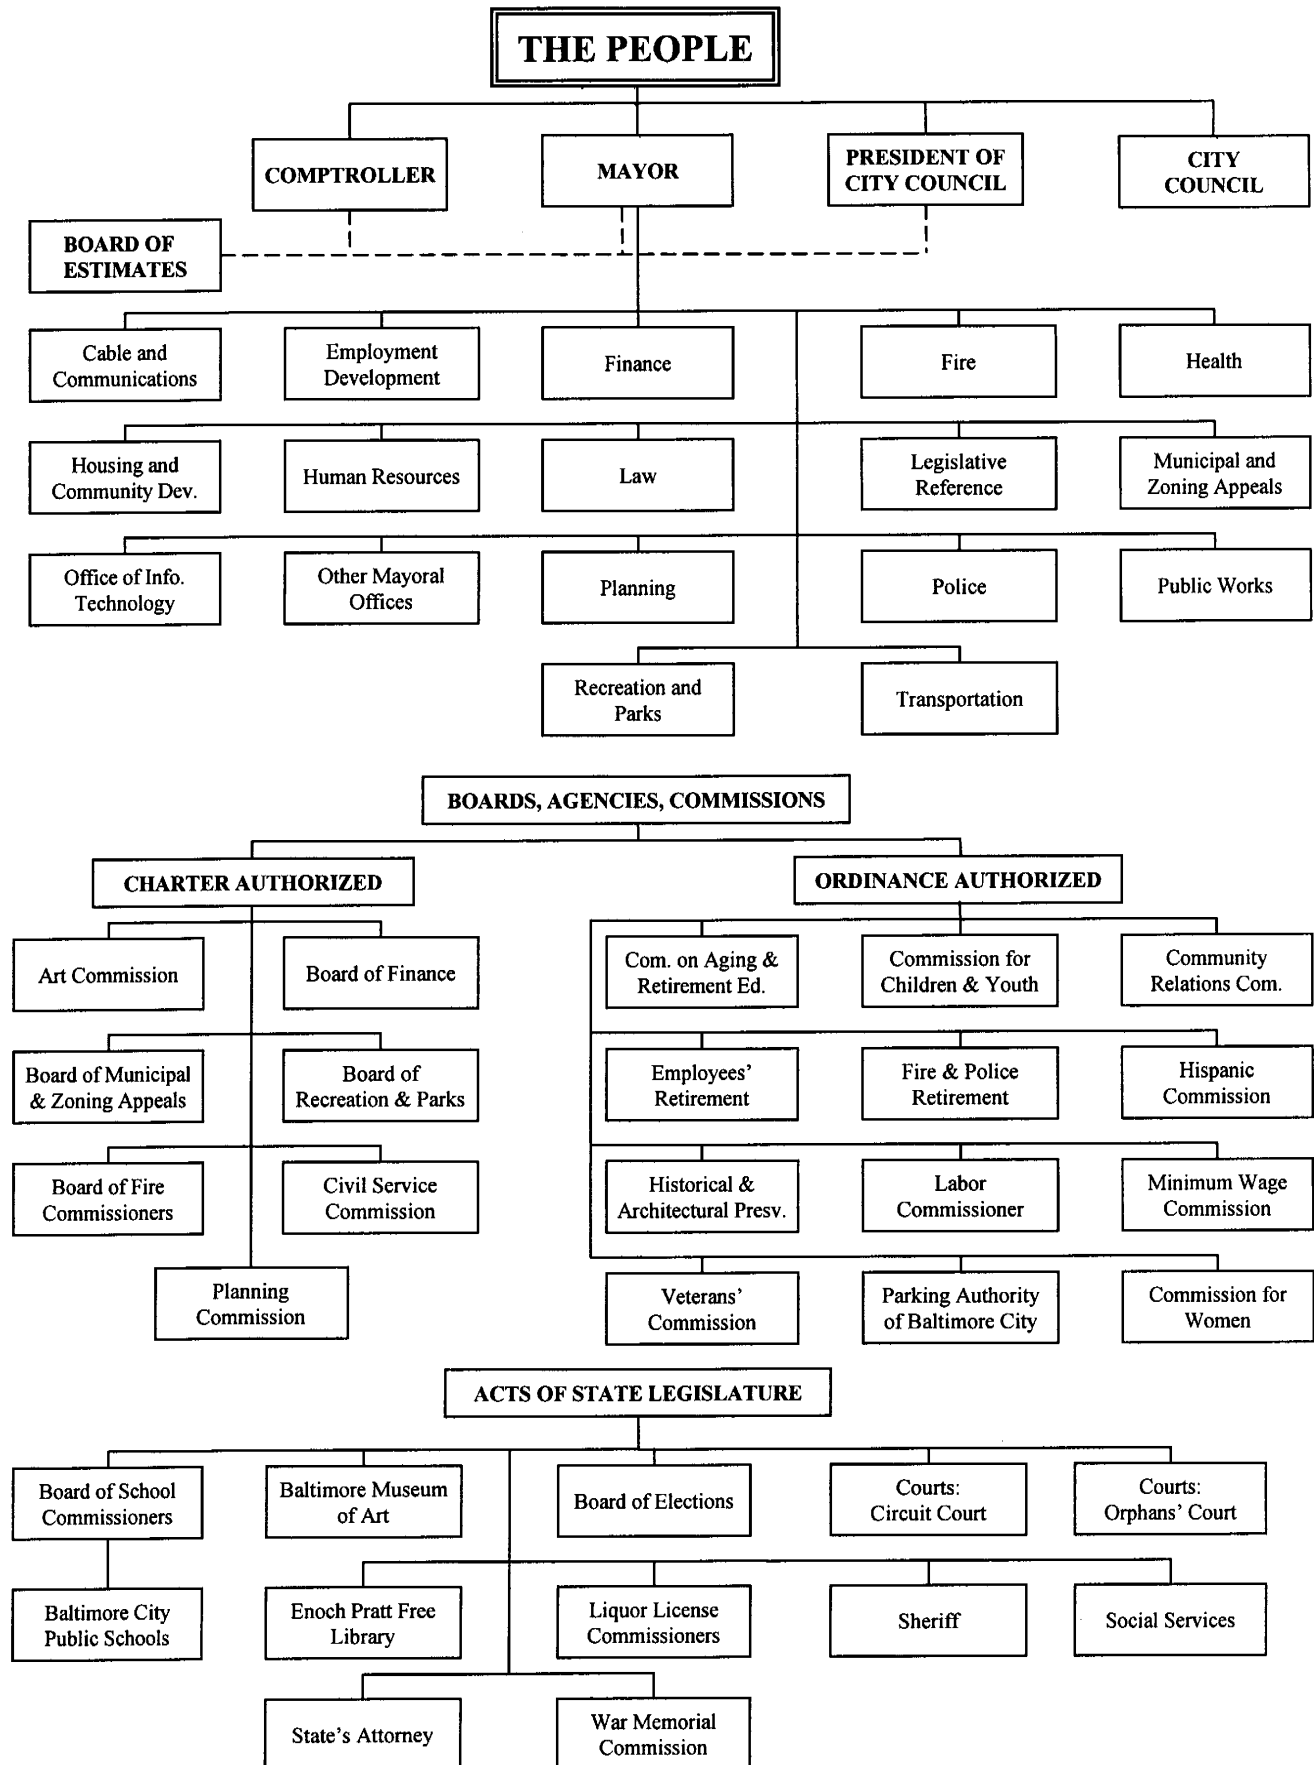 THE PEOPLE
COMPTROLLER
MAYOR
PRESIDENT OF
CITY COUNCIL
CITY
COUNCIL
BOARD OF
ESTIMATES
Cable and
Communications
Employment
Development
Finance
Fire
Health
Housing and
Community Dev.
Human Resources
Law
Legislative
Reference
Municipal and
Zoning Appeals
Office of Info.
Technology
Other Mayoral
Offices
Planning
Police
Public Works
Recreation and
Parks
Transportation
BOARDS, AGENCIES, COMMISSIONS
CHARTER AUTHORIZED
Art Commission
Board of Finance
Board of Municipal
& Zoning Appeals
Board of
Recreation & Parks
Board of Fire
Commissioners
Civil Service
Commission
Planning
Commission
ORDINANCE AUTHORIZED
Com. on Aging &
Retirement Ed.
Commission for
Children & Youth
Community
Relations Com.
Employees'
Retirement
Fire & Police
Retirement
Hispanic
Commission
Historical &
Architectural Presv.
Labor
Commissioner
Minimum Wage
Commission
Veterans'
Commission
Parking Authority
of Baltimore City
Commission for
Women
ACTS OF STATE LEGISLATURE
Board of School
Commissioners
Baltimore Museum
of Art
Board of Elections
Courts:
Circuit Court
Courts:
Orphans' Court
Baltimore City
Public Schools
Enoch Pratt Free
Library
Liquor License
Commissioners
Sheriff
Social Services
State's Attorney
War Memorial
Commission